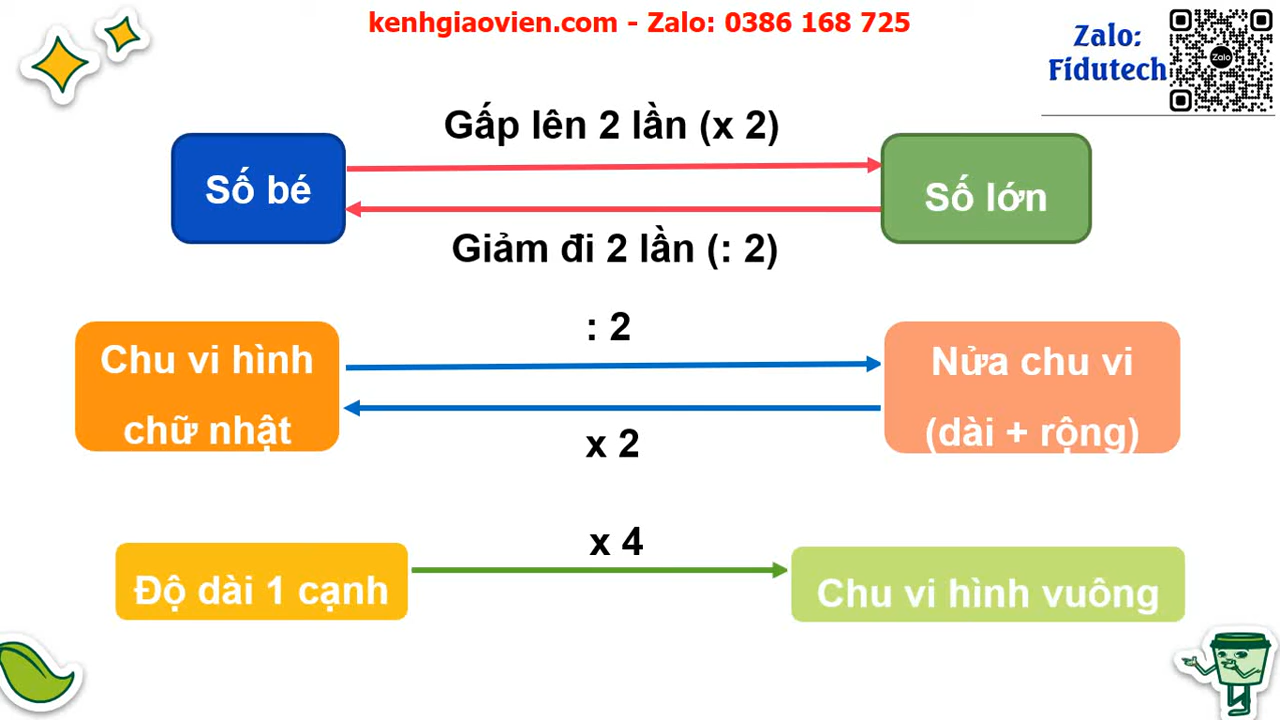 kenhgiaovien.com - Zalo: 0386 168 725
Zalo:
Fidutech
Zalo
Gấp lên 2 lần (x 2)
Số bé
Số lớn
Giảm đi 2 lần (: 2)
: 2
Chu vi hình
chữ nhật
Nửa chu vi
(dài + rộng)
x 2
x 4
Độ dài 1 cạnh
Chu vi hình vuông